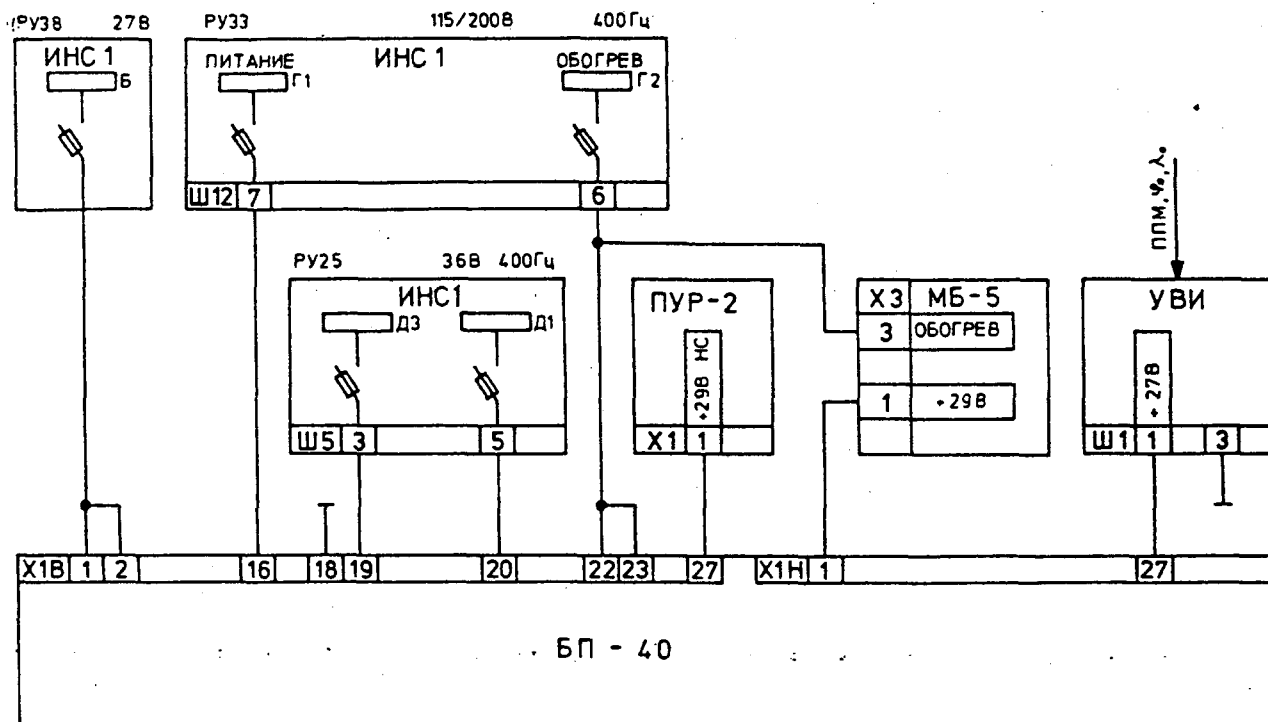 РУ38 27В РУ33 115/200В 400Гц
ИНС 1
Б
ПИТАНИЕ ИНС 1 ОБОГРЕВ
Г1 Г2
Ш12 7 6
ППМ, φ₀, λ₀
РУ25 36В 400Гц
ИНС1
Д3 Д1
Ш5 3 5
ПУР-2
+29В НС
Х1 1
Х3 МБ-5
3 ОБОГРЕВ
1 +29В
УВИ
+27В
Ш1 1 3
Х1В 1 2 16 18 19 20 22 23 27 Х1Н 1 27
БП - 40